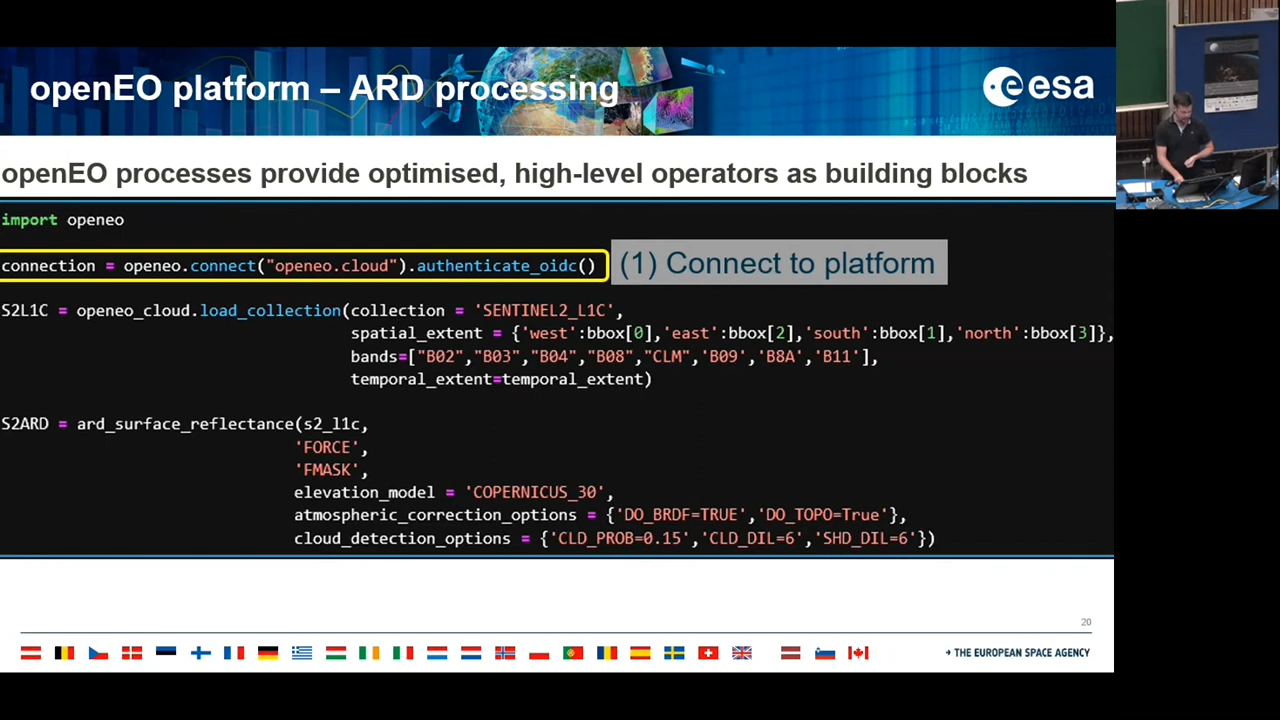 openEO platform – ARD processing
esa
openEO processes provide optimised, high-level operators as building blocks
import openeo
connection = openeo.connect("openeo.cloud").authenticate_oidc()
(1) Connect to platform
S2L1C = openeo_cloud.load_collection(collection = 'SENTINEL2_L1C',
spatial_extent = {'west':bbox[0],'east':bbox[2],'south':bbox[1],'north':bbox[3]},
bands=["B02","B03","B04","B08","CLM",'B09','B8A','B11'],
temporal_extent=temporal_extent)
S2ARD = ard_surface_reflectance(s2_l1c,
'FORCE',
'FMASK',
elevation_model = 'COPERNICUS_30',
atmospheric_correction_options = {'DO_BRDF=TRUE','DO_TOPO=True'},
cloud_detection_options = {'CLD_PROB=0.15','CLD_DIL=6','SHD_DIL=6'})
20
→ THE EUROPEAN SPACE AGENCY